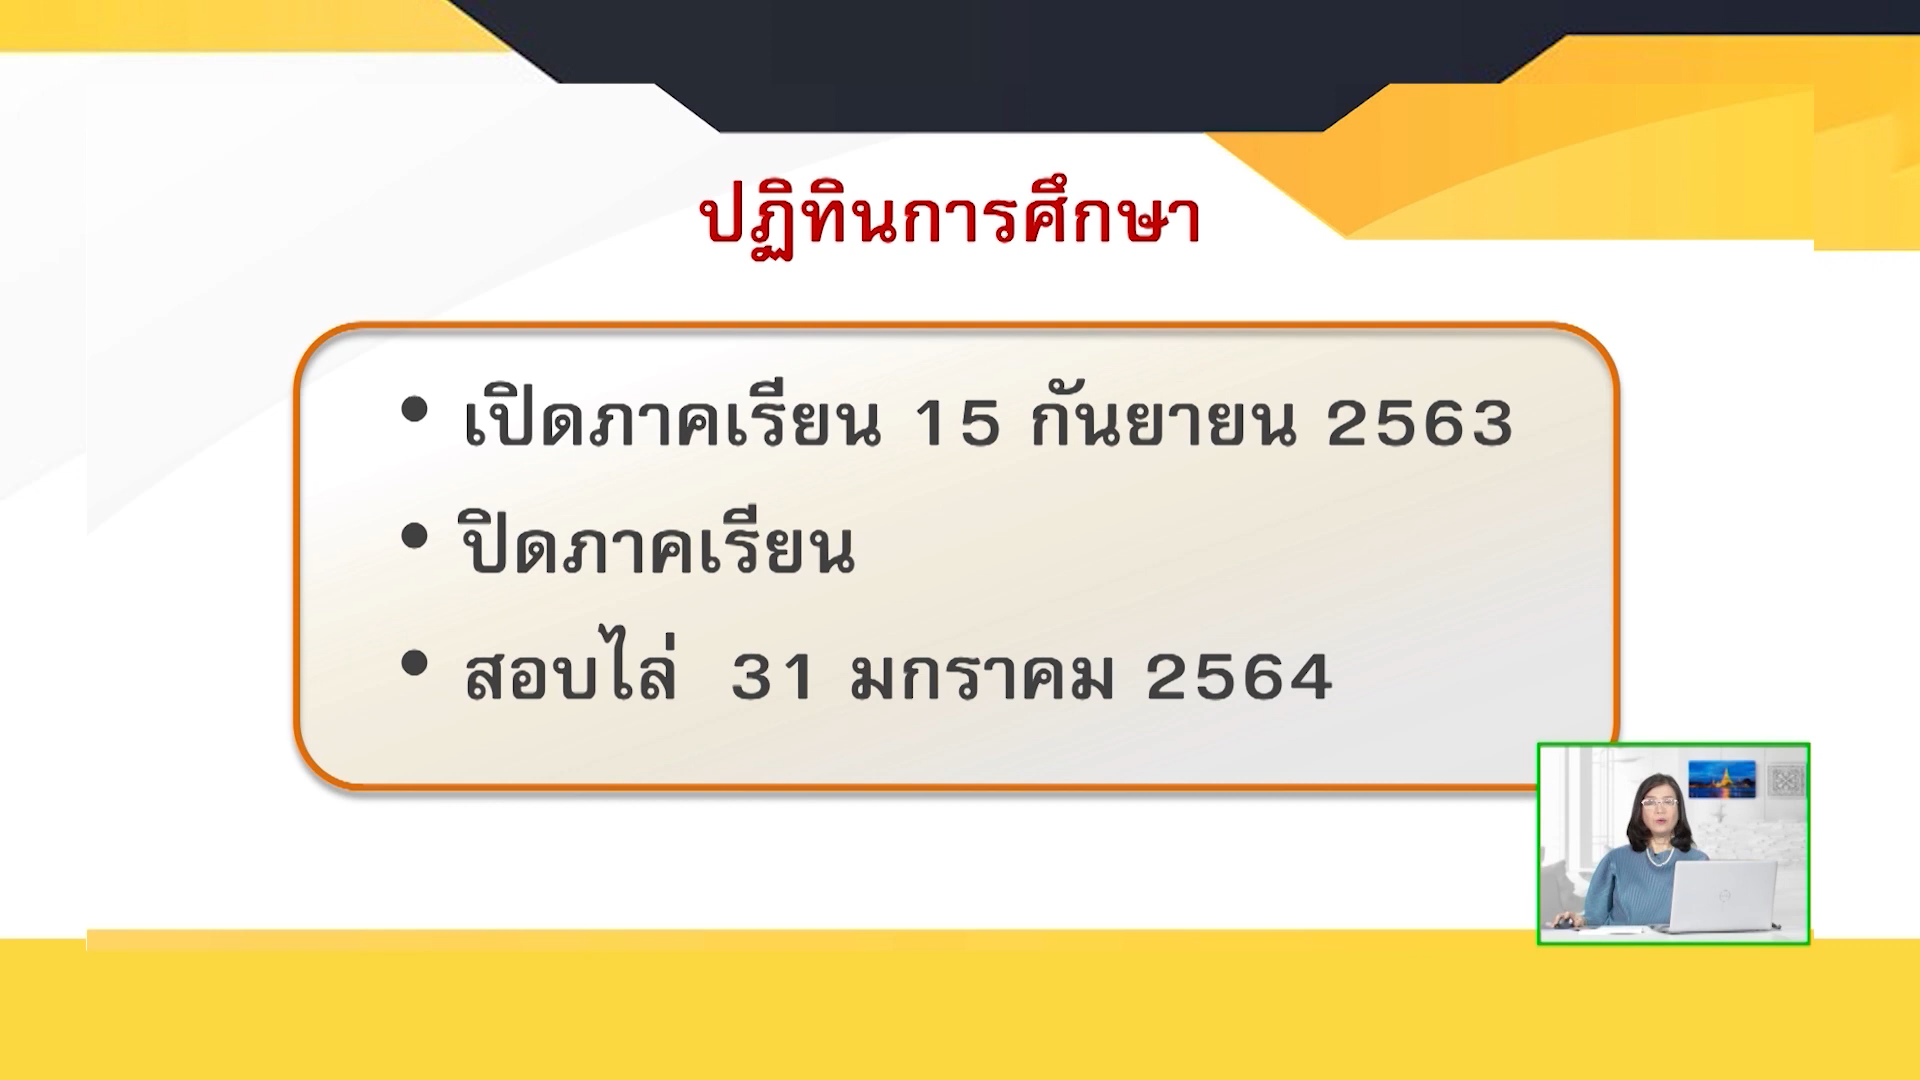 ปฏิทินการศึกษา
• เปิดภาคเรียน 15 กันยายน 2563
• ปิดภาคเรียน
• สอบไล่ 31 มกราคม 2564